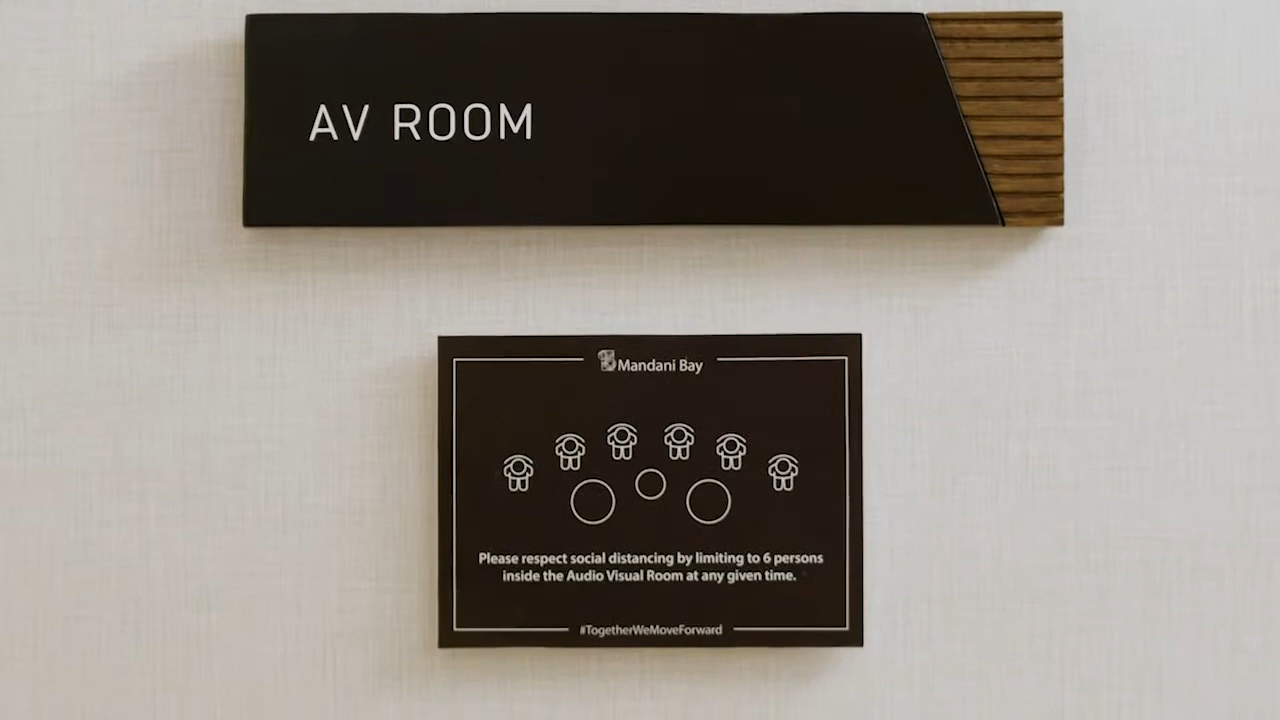 AV ROOM
Mandani Bay
Please respect social distancing by limiting to 6 persons
inside the Audio Visual Room at any given time.
#TogetherWeMoveForward